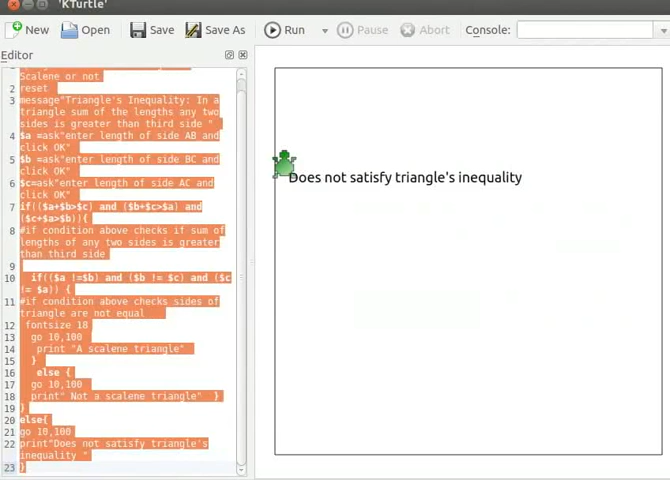 'KTurtle'
New Open Save Save As Run Pause Abort Console:
Editor
Scalene or not
2 reset
3 message"Triangle's Inequality: In a
triangle sum of the lengths any two
sides is greater than third side "
4 $a =ask"enter length of side AB and
click OK"
5 $b =ask"enter length of side BC and
click OK"
6 $c=ask"enter length of side AC and
click OK"
7 if(($a+$b>$c) and ($b+$c>$a) and
($c+$a>$b)){
8 #if condition above checks if sum of
lengths of any two sides is greater
than third side
9
10 if(($a !=$b) and ($b != $c) and ($c
!= $a)) {
11 #if condition above checks sides of
triangle are not equal
12 fontsize 18
13 go 10,100
14 print "A scalene triangle"
15 }
16 else {
17 go 10,100
18 print" Not a scalene triangle" }
19 }
20 else{
21 go 10,100
22 print"Does not satisfy triangle's
inequality "
23 }
Does not satisfy triangle's inequality